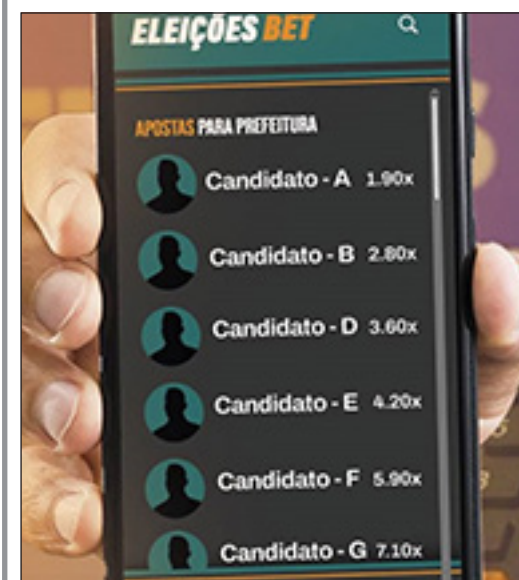 ELEIÇÕES BET
APOSTAS PARA PREFEITURA
Candidato - A 1.90x
Candidato - B 2.80x
Candidato - D 3.60x
Candidato - E 4.20x
Candidato - F 5.90x
Candidato - G 7.10x